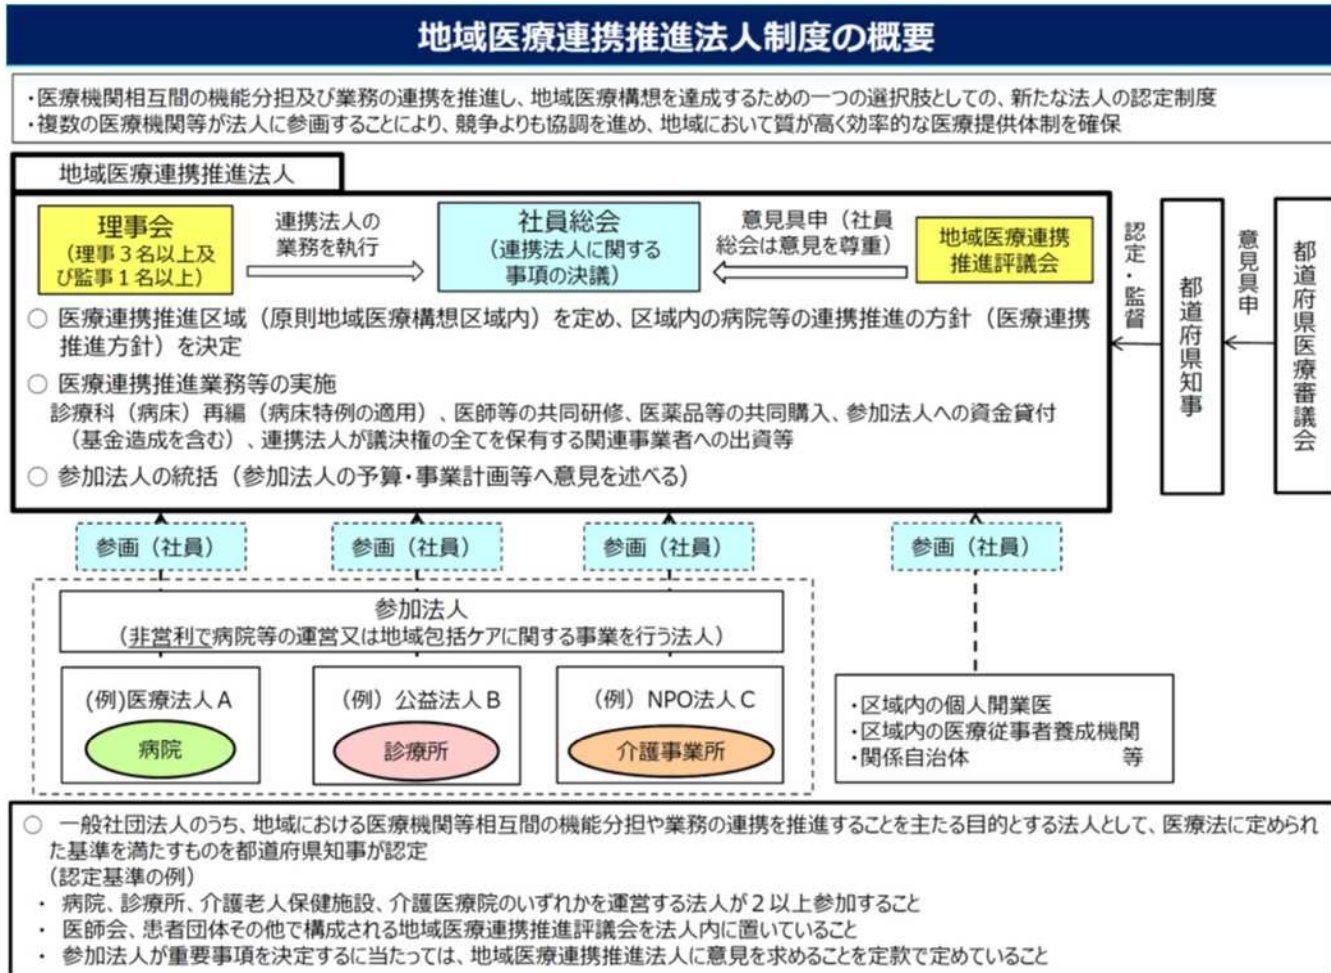 地域医療連携推進法人制度の概要
・医療機関相互間の機能分担及び業務の連携を推進し、地域医療構想を達成するための一つの選択肢としての、新たな法人の認定制度
・複数の医療機関等が法人に参画することにより、競争よりも協調を進め、地域において質が高く効率的な医療提供体制を確保
地域医療連携推進法人
理事会
（理事３名以上及
び監事１名以上）
連携法人の
業務を執行
社員総会
（連携法人に関する
事項の決議）
意見具申（社員
総会は意見を尊重）
地域医療連携
推進評議会
認定・監督
都道府県知事
意見具申
都道府県医療審議会
○ 医療連携推進区域（原則地域医療構想区域内）を定め、区域内の病院等の連携推進の方針（医療連携
推進方針）を決定
○ 医療連携推進業務等の実施
診療科（病床）再編（病床特例の適用）、医師等の共同研修、医薬品等の共同購入、参加法人への資金貸付
（基金造成を含む）、連携法人が議決権の全てを保有する関連事業者への出資等
○ 参加法人の統括（参加法人の予算・事業計画等へ意見を述べる）
参画（社員）
参画（社員）
参画（社員）
参画（社員）
参加法人
（非営利で病院等の運営又は地域包括ケアに関する事業を行う法人）
(例)医療法人Ａ
病院
（例）公益法人Ｂ
診療所
（例）NPO法人Ｃ
介護事業所
・区域内の個人開業医
・区域内の医療従事者養成機関
・関係自治体 等
○ 一般社団法人のうち、地域における医療機関等相互間の機能分担や業務の連携を推進することを主たる目的とする法人として、医療法に定められ
た基準を満たすものを都道府県知事が認定
（認定基準の例）
・ 病院、診療所、介護老人保健施設、介護医療院のいずれかを運営する法人が２以上参加すること
・ 医師会、患者団体その他で構成される地域医療連携推進評議会を法人内に置いていること
・ 参加法人が重要事項を決定するに当たっては、地域医療連携推進法人に意見を求めることを定款で定めていること